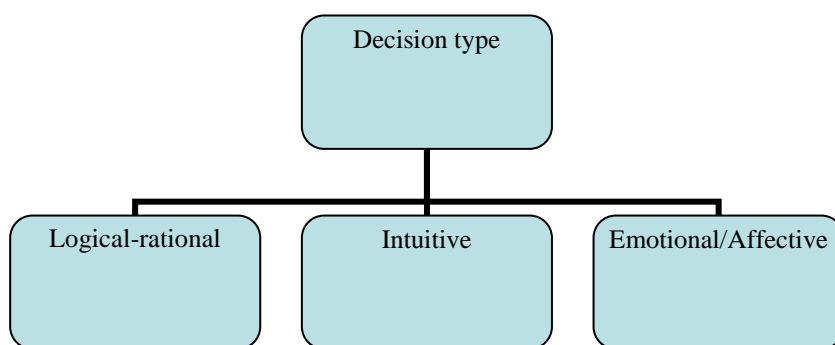 Decision type
Logical-rational
Intuitive
Emotional/Affective